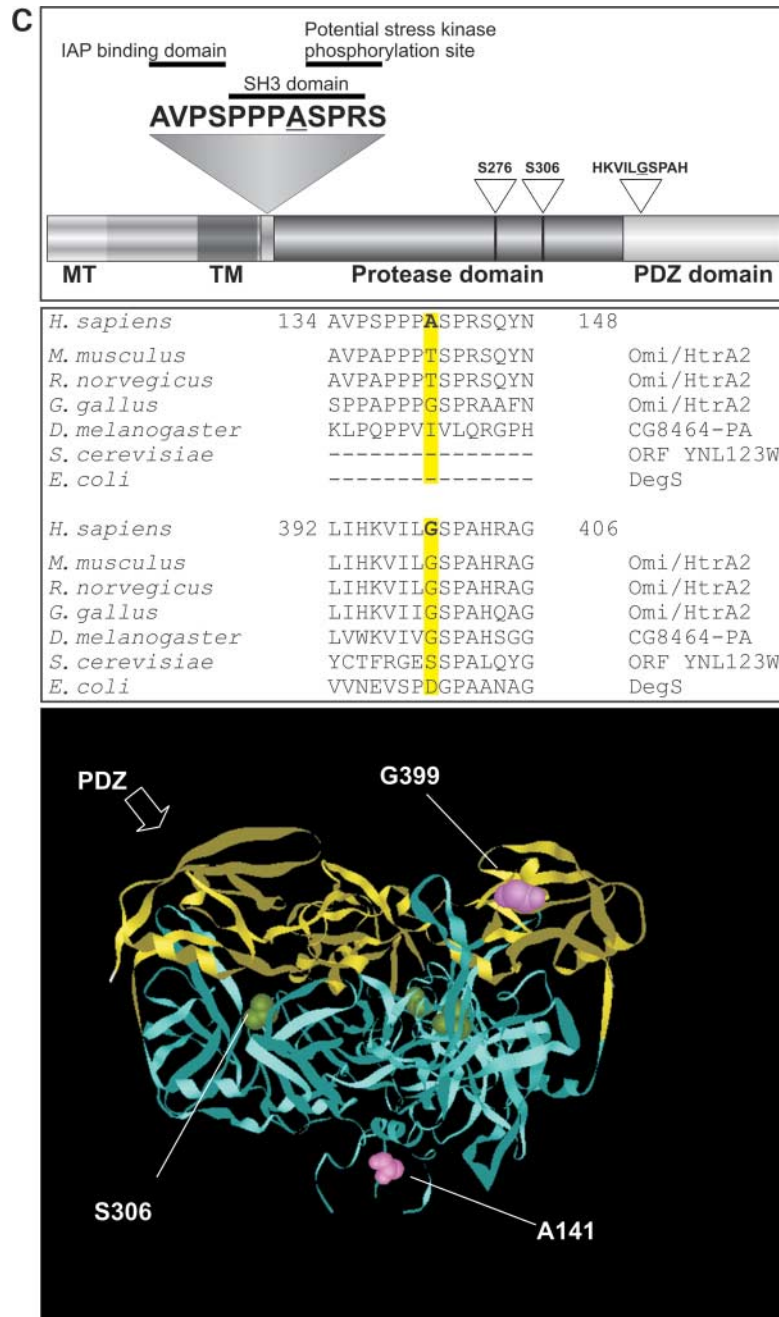 C
Potential stress kinase
IAP binding domain phosphorylation site
SH3 domain
AVPSPPPASPRS
S276 S306 HKVILGSPAH
MT TM Protease domain PDZ domain
H. sapiens 134 AVPSPPPASPRSQYN 148
M. musculus AVPAPPPTSPRSQYN Omi/HtrA2
R. norvegicus AVPAPPPTSPRSQYN Omi/HtrA2
G. gallus SPPAPPPGSPRAAFN Omi/HtrA2
D. melanogaster KLPQPPVIVLQRGPH CG8464-PA
S. cerevisiae --------------- ORF YNL123W
E. coli --------------- DegS
H. sapiens 392 LIHKVILGSPAHRAG 406
M. musculus LIHKVILGSPAHRAG Omi/HtrA2
R. norvegicus LIHKVILGSPAHRAG Omi/HtrA2
G. gallus LIHKVIIGSPAHQAG Omi/HtrA2
D. melanogaster LVWKVIVGSPAHSGG CG8464-PA
S. cerevisiae YCTFRGESSPALQYG ORF YNL123W
E. coli VVNEVSPDGPAANAG DegS
PDZ G399
S306
A141